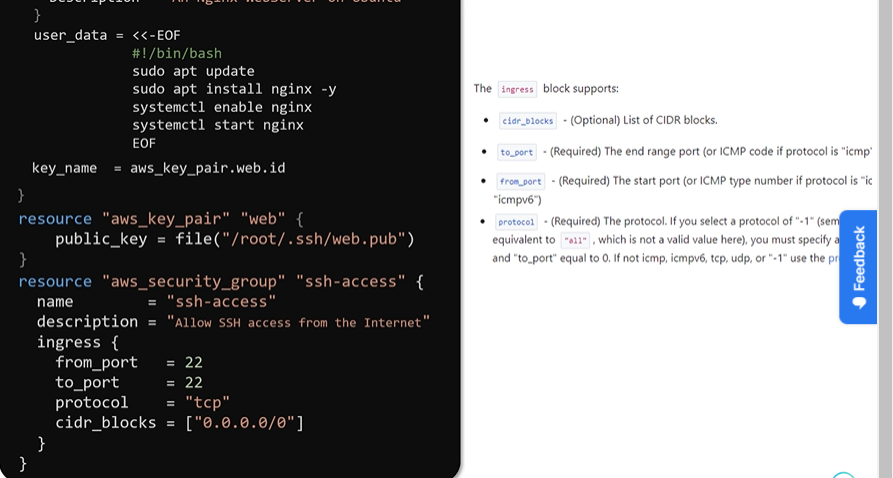 }
user_data = <<-EOF
#!/bin/bash
sudo apt update
sudo apt install nginx -y
systemctl enable nginx
systemctl start nginx
EOF
key_name = aws_key_pair.web.id
}
resource "aws_key_pair" "web" {
public_key = file("/root/.ssh/web.pub")
}
resource "aws_security_group" "ssh-access" {
name = "ssh-access"
description = "Allow SSH access from the Internet"
ingress {
from_port = 22
to_port = 22
protocol = "tcp"
cidr_blocks = ["0.0.0.0/0"]
}
}
The ingress block supports:
• cidr_blocks - (Optional) List of CIDR blocks.
• to_port - (Required) The end range port (or ICMP code if protocol is "icmp"
• from_port - (Required) The start port (or ICMP type number if protocol is "ic
"icmpv6")
• protocol - (Required) The protocol. If you select a protocol of "-1" (sem
equivalent to "all" , which is not a valid value here), you must specify a
and "to_port" equal to 0. If not icmp, icmpv6, tcp, udp, or "-1" use the pr
Feedback